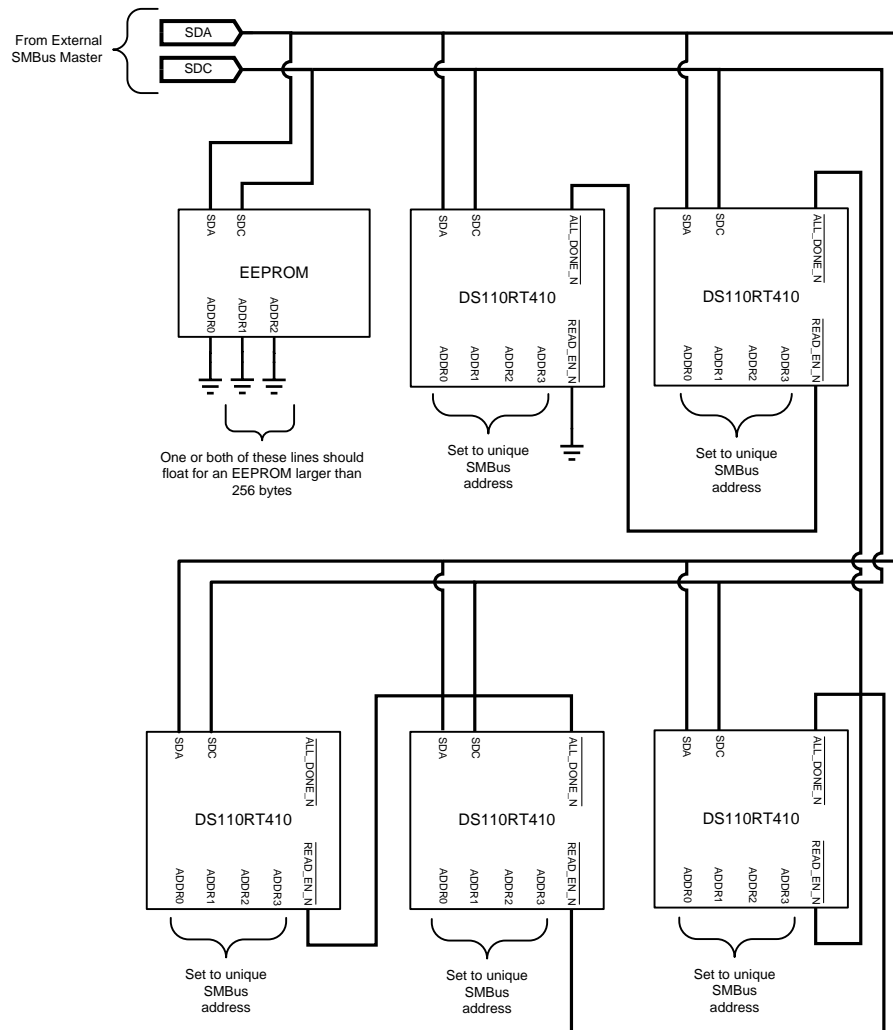 From External
SMBus Master
SDA
SDC
SDA
SDC
EEPROM
ADDR0
ADDR1
ADDR2
One or both of these lines should
float for an EEPROM larger than
256 bytes
SDA
SDC
ALL_DONE_N
DS110RT410
ADDR0
ADDR1
ADDR2
ADDR3
READ_EN_N
Set to unique
SMBus
address
SDA
SDC
ALL_DONE_N
DS110RT410
ADDR0
ADDR1
ADDR2
ADDR3
READ_EN_N
Set to unique
SMBus
address
SDA
SDC
ALL_DONE_N
DS110RT410
ADDR0
ADDR1
ADDR2
ADDR3
READ_EN_N
Set to unique
SMBus
address
SDA
SDC
ALL_DONE_N
DS110RT410
ADDR0
ADDR1
ADDR2
ADDR3
READ_EN_N
Set to unique
SMBus
address
SDA
SDC
ALL_DONE_N
DS110RT410
ADDR0
ADDR1
ADDR2
ADDR3
READ_EN_N
Set to unique
SMBus
address